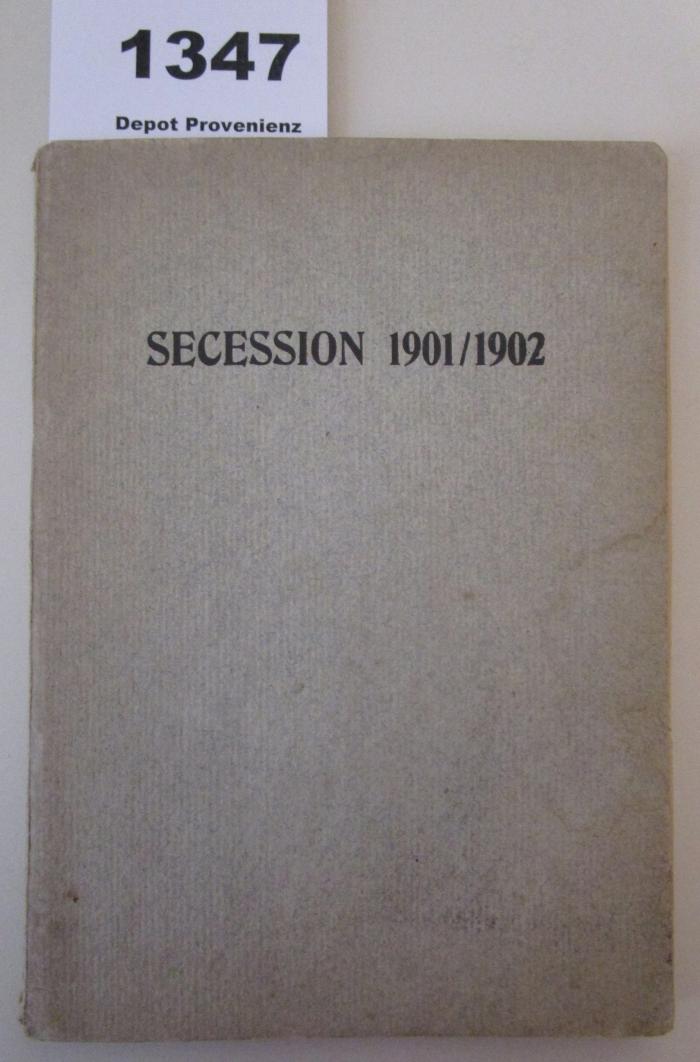 1347
Depot Provenienz
SECESSION 1901/1902